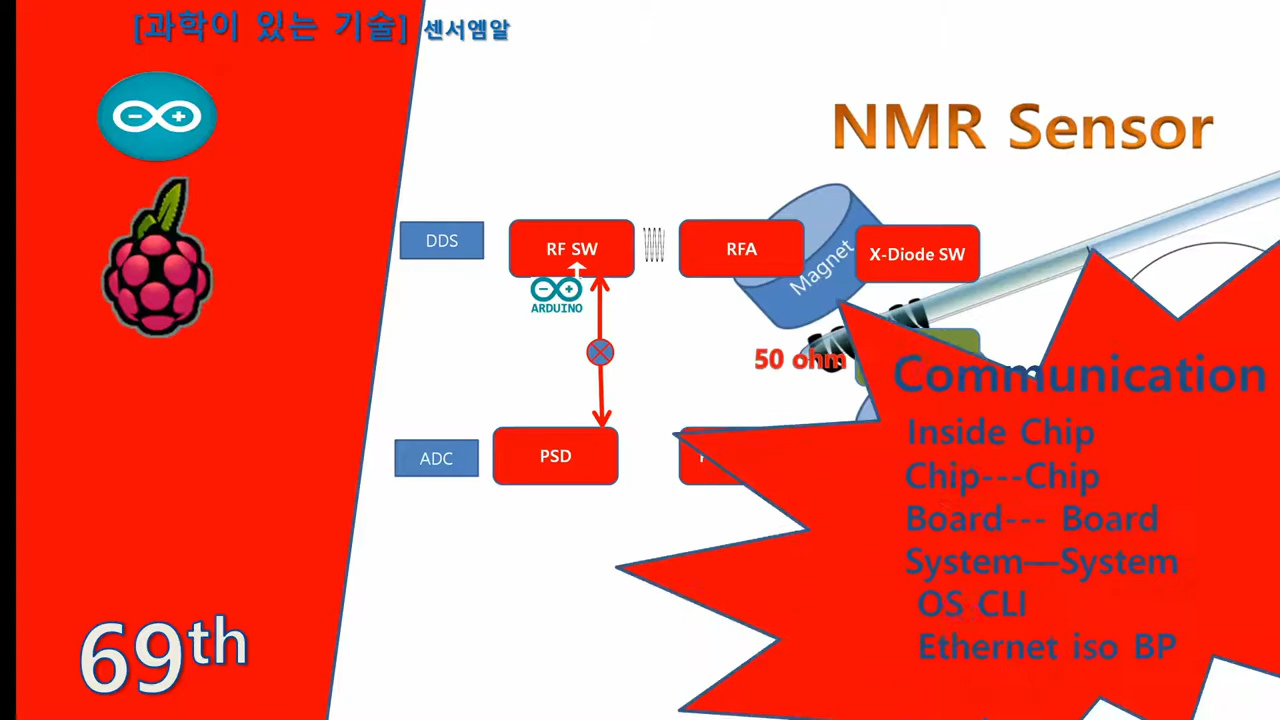 [과학이 있는 기술] 센서엠알
NMR Sensor
DDS
RF SW
RFA
Magnet
X-Diode SW
ARDUINO
50 ohm
ADC
PSD
Communication
Inside Chip
Chip---Chip
Board--- Board
System—System
OS CLI
Ethernet iso BP
69th